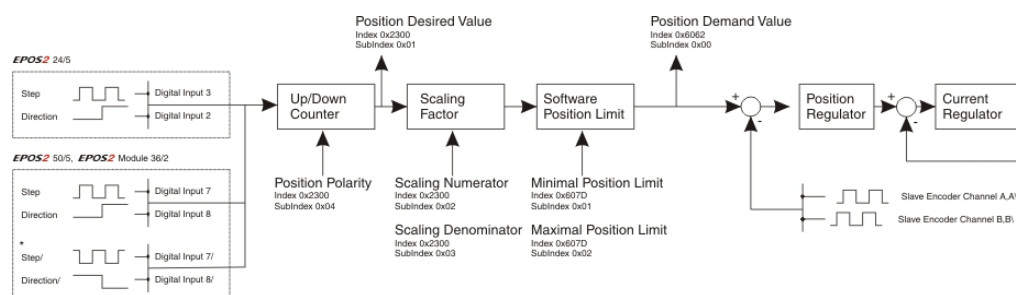 Position Desired Value
Index 0x2300
SubIndex 0x01
Position Demand Value
Index 0x6062
SubIndex 0x00
EPOS2 24/5
Step
Digital Input 3
Direction
Digital Input 2
Up/Down
Counter
Scaling
Factor
Software
Position Limit
+
-
Position
Regulator
+
-
Current
Regulator
EPOS2 50/5, EPOS2 Module 36/2
Step
Digital Input 7
Direction
Digital Input 8
*
Step/
Digital Input 7/
Direction/
Digital Input 8/
Position Polarity
Index 0x2300
SubIndex 0x04
Scaling Numerator
Index 0x2300
SubIndex 0x02
Scaling Denominator
Index 0x2300
SubIndex 0x03
Minimal Position Limit
Index 0x607D
SubIndex 0x01
Maximal Position Limit
Index 0x607D
SubIndex 0x02
Slave Encoder Channel A,A\
Slave Encoder Channel B,B\